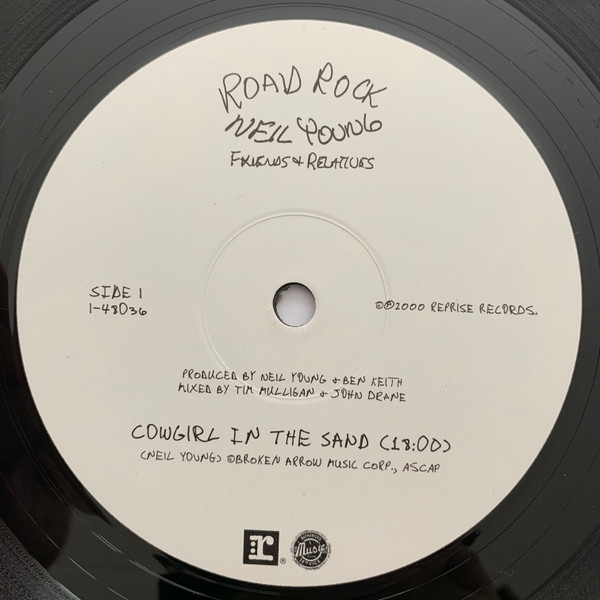 ROAD ROCK
NEIL YOUNG
FRIENDS & RELATIVES
SIDE 1
1-48036
©℗2000 REPRISE RECORDS.
PRODUCED BY NEIL YOUNG & BEN KEITH
MIXED BY TIM MULLIGAN & JOHN DRANE
COWGIRL IN THE SAND (18:00)
(NEIL YOUNG) ©BROKEN ARROW MUSIC CORP., ASCAP
r ®
Music